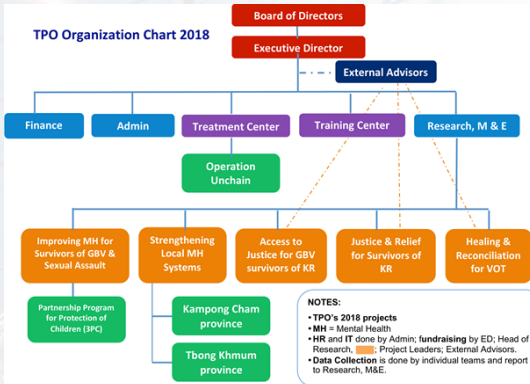 Board of Directors
TPO Organization Chart 2018
Executive Director
External Advisors
Finance
Admin
Treatment Center
Training Center
Research, M & E
Operation
Unchain
Improving MH for
Survivors of GBV &
Sexual Assault
Strengthening
Local MH
Systems
Access to
Justice for GBV
survivors of KR
Justice & Relief
for Survivors of
KR
Healing &
Reconciliation
for VOT
Partnership Program
for Protection of
Children (3PC)
Kampong Cham
province
Tbong Khmum
province
NOTES:
• TPO's 2018 projects
• MH = Mental Health
• HR and IT done by Admin; fundraising by ED; Head of
Research, ; Project Leaders; External Advisors.
• Data Collection is done by individual teams and report
to Research, M&E.